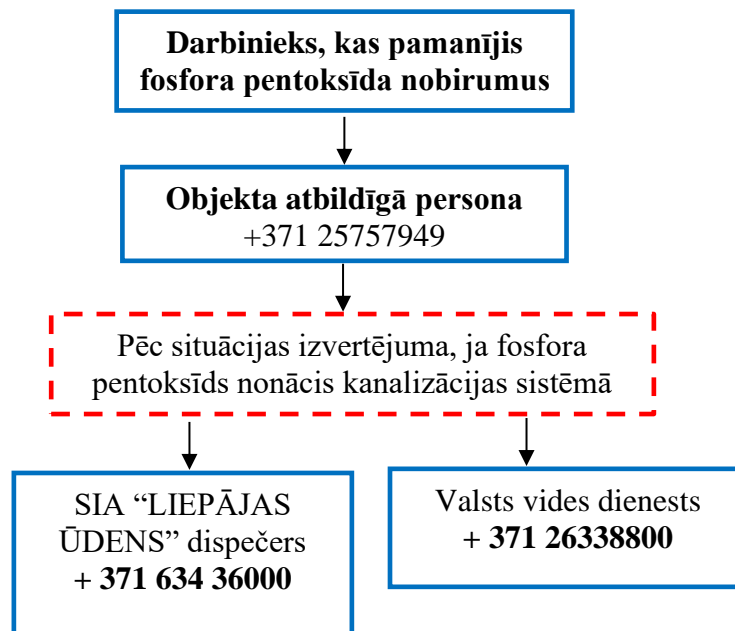 Darbinieks, kas pamanījis
fosfora pentoksīda nobirumus
Objekta atbildīgā persona
+371 25757949
Pēc situācijas izvertējuma, ja fosfora
pentoksīds nonācis kanalizācijas sistēmā
SIA “LIEPĀJAS
ŪDENS” dispečers
+ 371 634 36000
Valsts vides dienests
+ 371 26338800